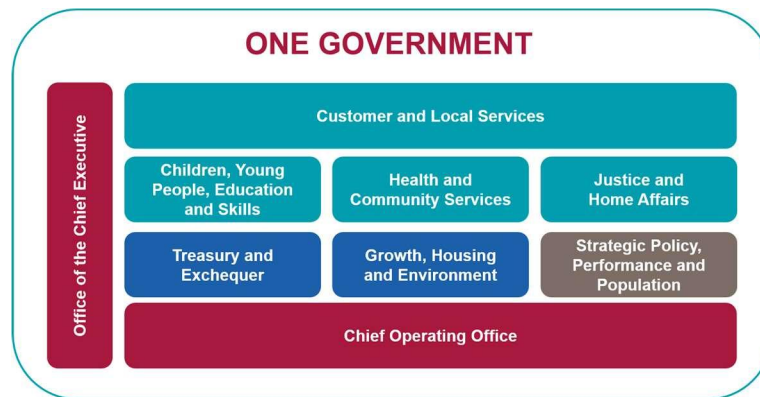 ONE GOVERNMENT
Office of the Chief Executive
Customer and Local Services
Children, Young
People, Education
and Skills
Health and
Community Services
Justice and
Home Affairs
Treasury and
Exchequer
Growth, Housing
and Environment
Strategic Policy,
Performance and
Population
Chief Operating Office